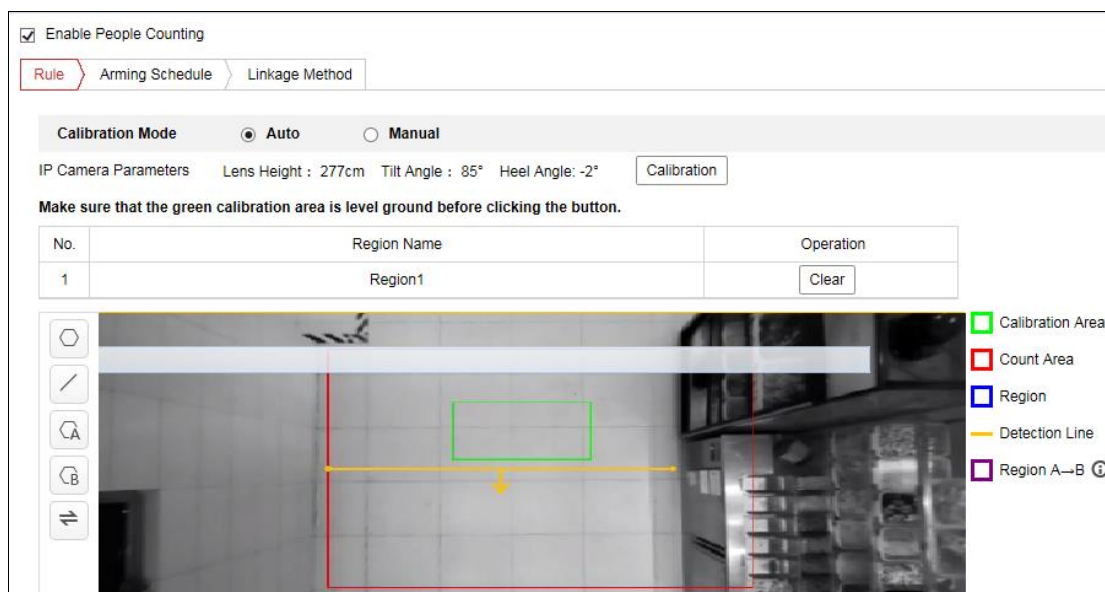 Enable People Counting
Rule Arming Schedule Linkage Method
Calibration Mode Auto Manual
IP Camera Parameters Lens Height : 277cm Tilt Angle : 85° Heel Angle: -2° Calibration
Make sure that the green calibration area is level ground before clicking the button.
No. Region Name Operation
1 Region1 Clear
Calibration Area
Count Area
Region
Detection Line
A
B
Region A→B